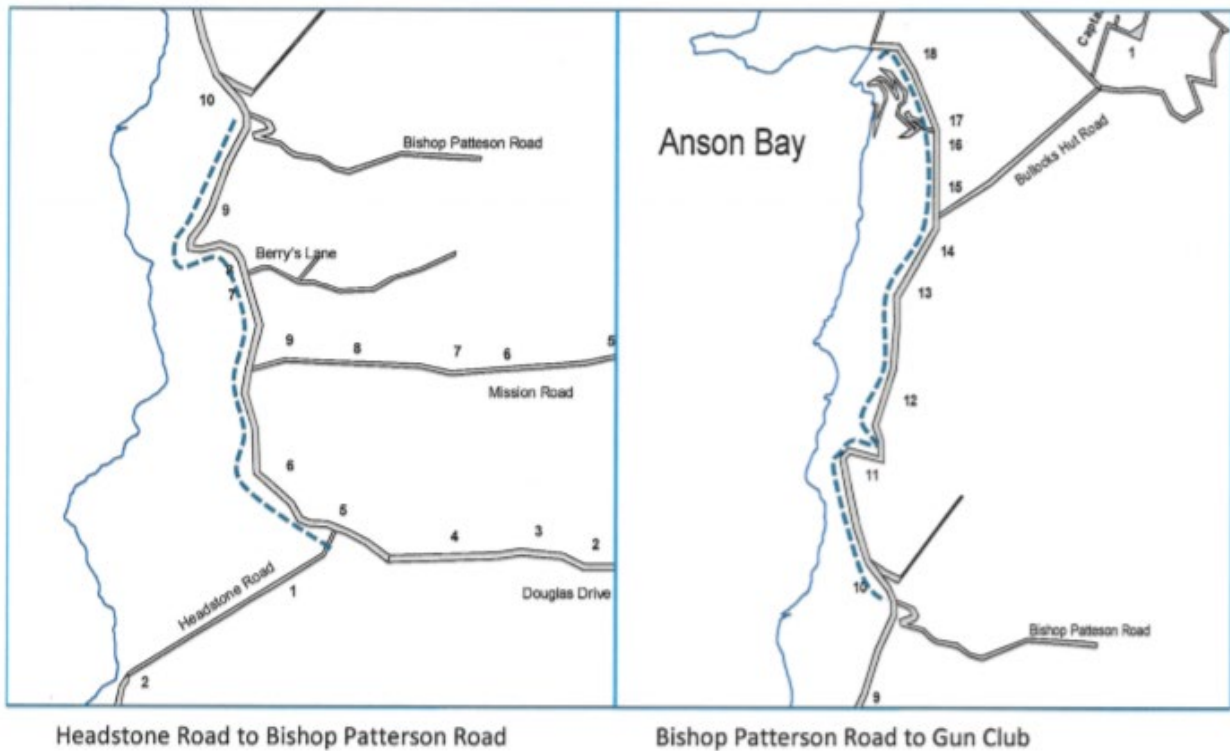 10
Bishop Patteson Road
9
Berry's Lane
8
7
9
8
7
6
5
Mission Road
6
5
4
3
2
Headstone Road
1
Douglas Drive
2
Headstone Road to Bishop Patterson Road
18
Capta
1
17
Anson Bay
16
Bullocks Hut Road
15
14
13
12
11
10
Bishop Patteson Road
9
Bishop Patterson Road to Gun Club